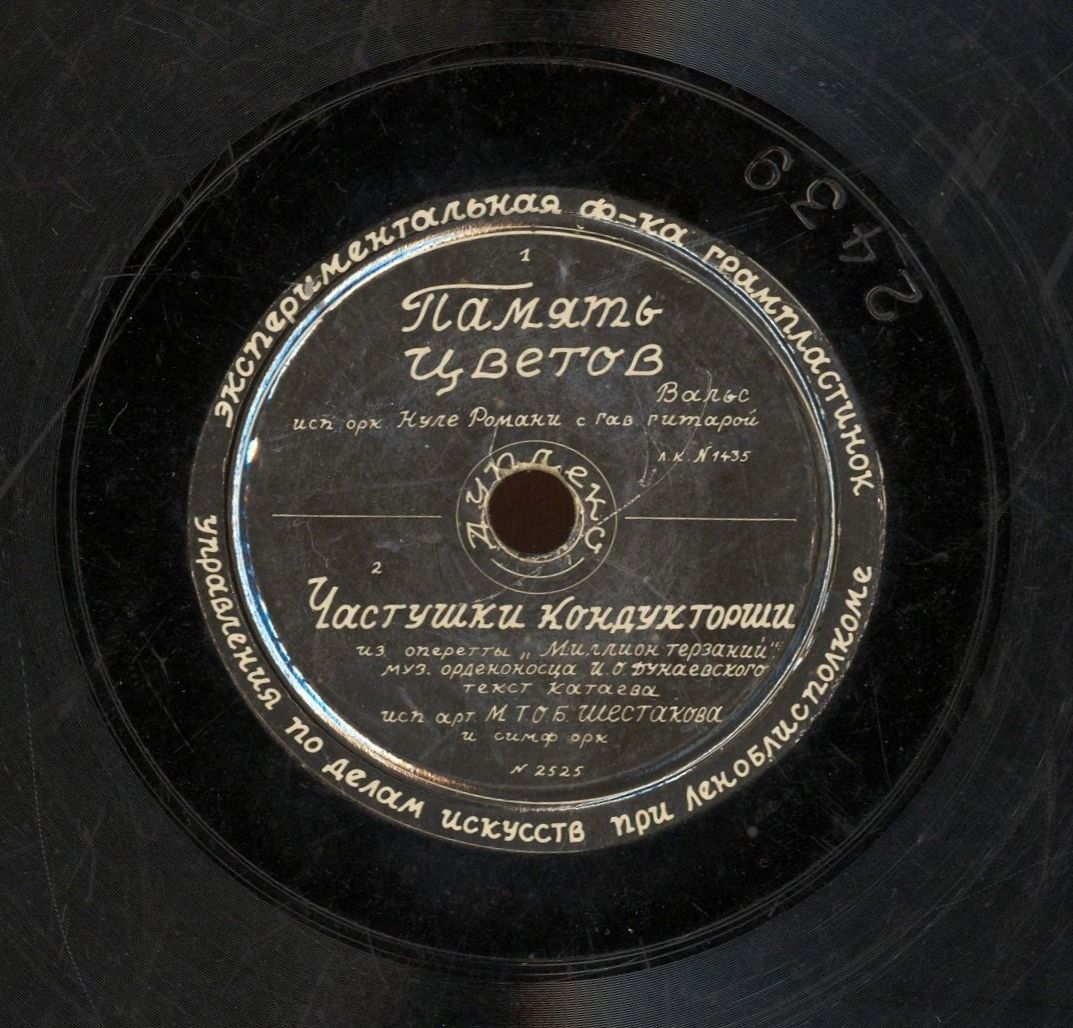 экспериментальная ф-ка грампластинок
управления по делам искусств при леноблисполкоме
2439
1
Память
цветов
Вальс
исп. орк. Нуле Романи с гав. гитарой
л.к. № 1435
дуплекс
2
Частушки кондукторши
из оперетты „Миллион терзаний"
муз. орденоносца И.О. Дунаевского
текст Катаева
исп арт. М Т О Б. Шестакова
и симф орк
№ 2525